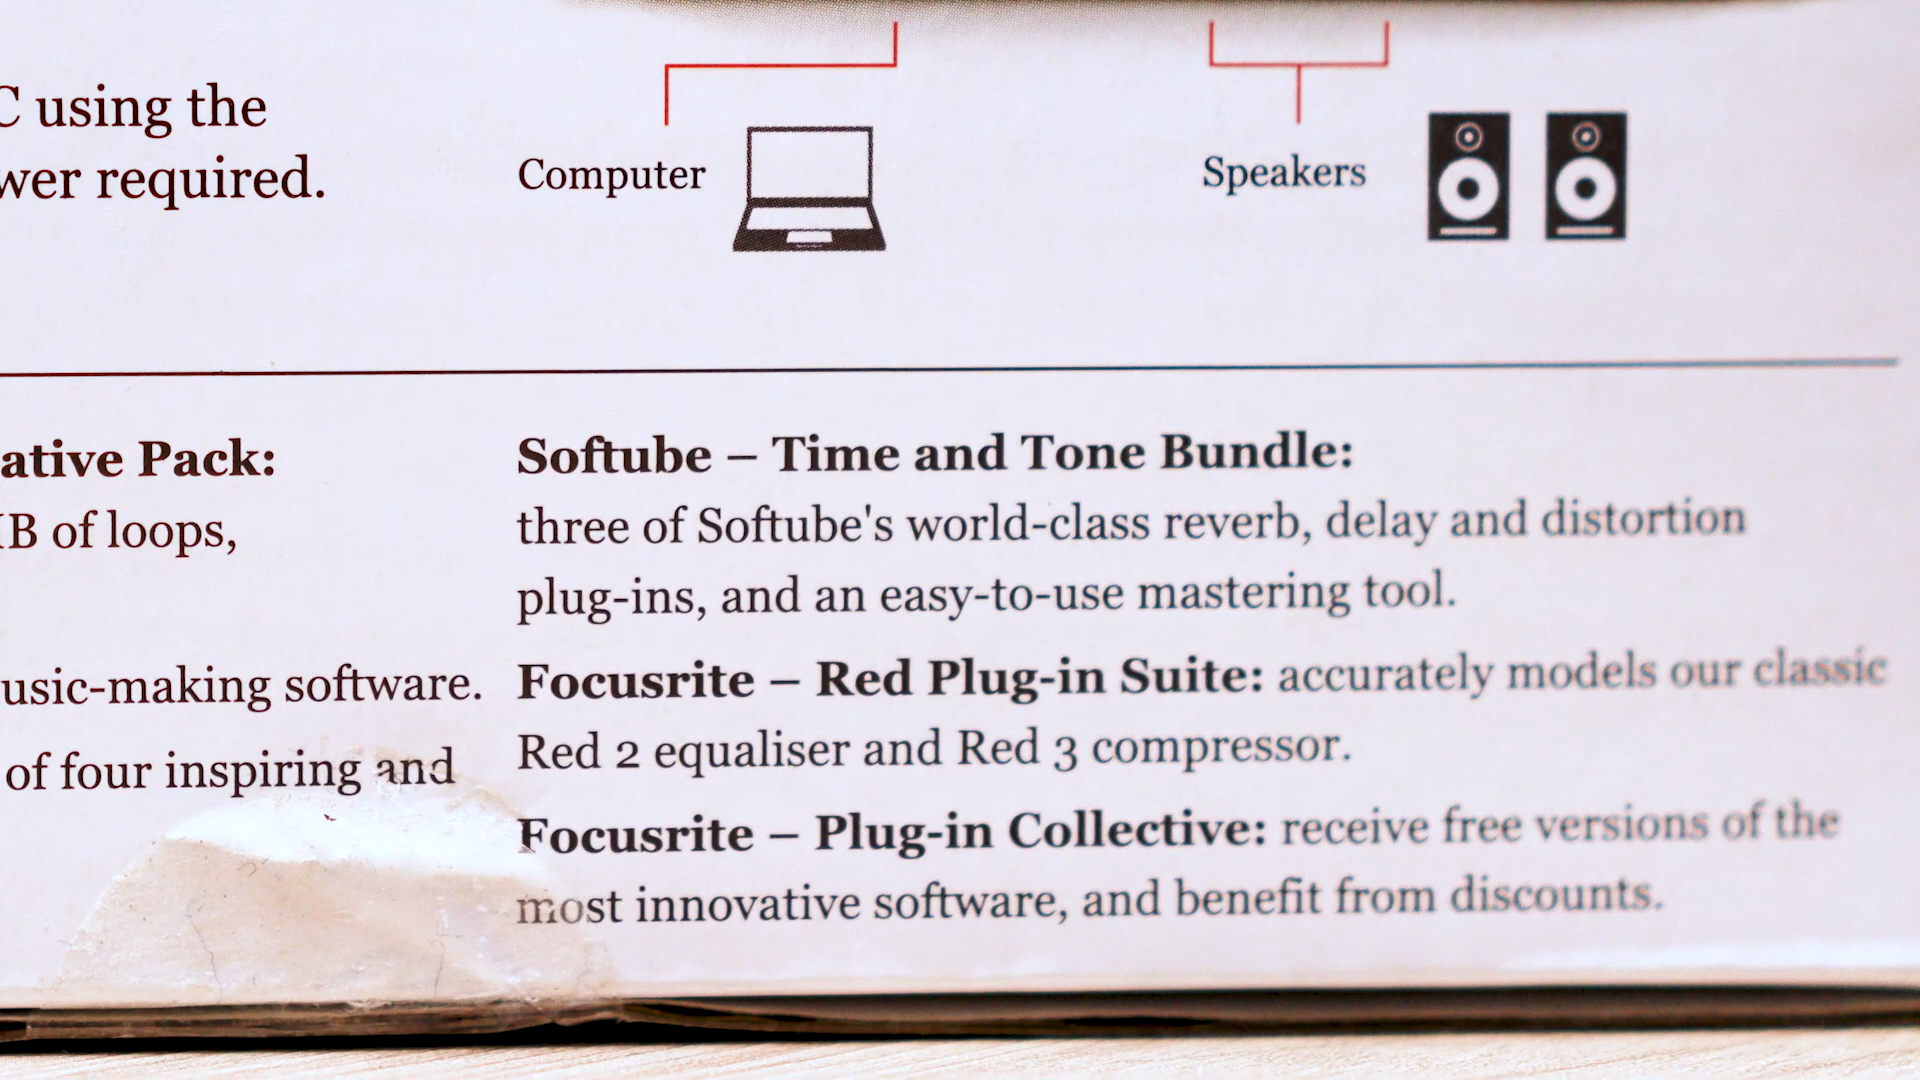 C using the
wer required.
Computer
Speakers
ative Pack:
B of loops,
usic-making software.
of four inspiring and
Softube – Time and Tone Bundle:
three of Softube's world-class reverb, delay and distortion
plug-ins, and an easy-to-use mastering tool.
Focusrite – Red Plug-in Suite: accurately models our classic
Red 2 equaliser and Red 3 compressor.
Focusrite – Plug-in Collective: receive free versions of the
most innovative software, and benefit from discounts.